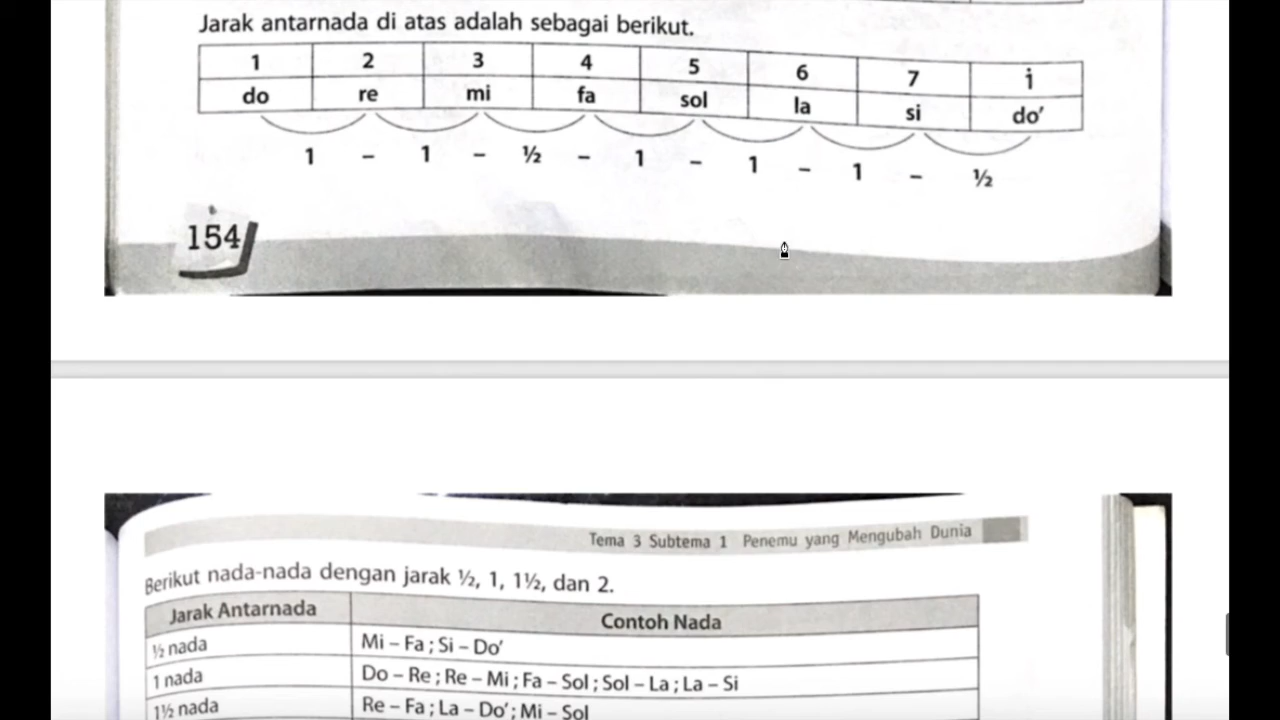 Jarak antarnada di atas adalah sebagai berikut.
1 2 3 4 5 6 7 i
do re mi fa sol la si do’
1 – 1 – ½ – 1 – 1 – 1 – ½
154
Tema 3 Subtema 1 Penemu yang Mengubah Dunia
Berikut nada-nada dengan jarak ½, 1, 1½, dan 2.
Jarak Antarnada Contoh Nada
½ nada Mi – Fa ; Si – Do’
1 nada Do – Re ; Re – Mi ; Fa – Sol ; Sol – La ; La – Si
1½ nada Re – Fa ; La – Do’ ; Mi – Sol